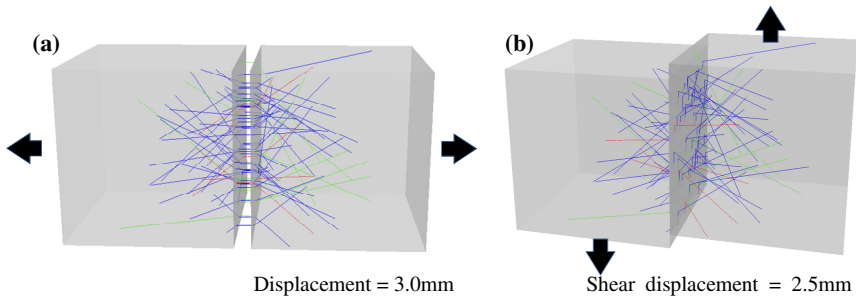 (a)
(b)
Displacement = 3.0mm
Shear displacement = 2.5mm